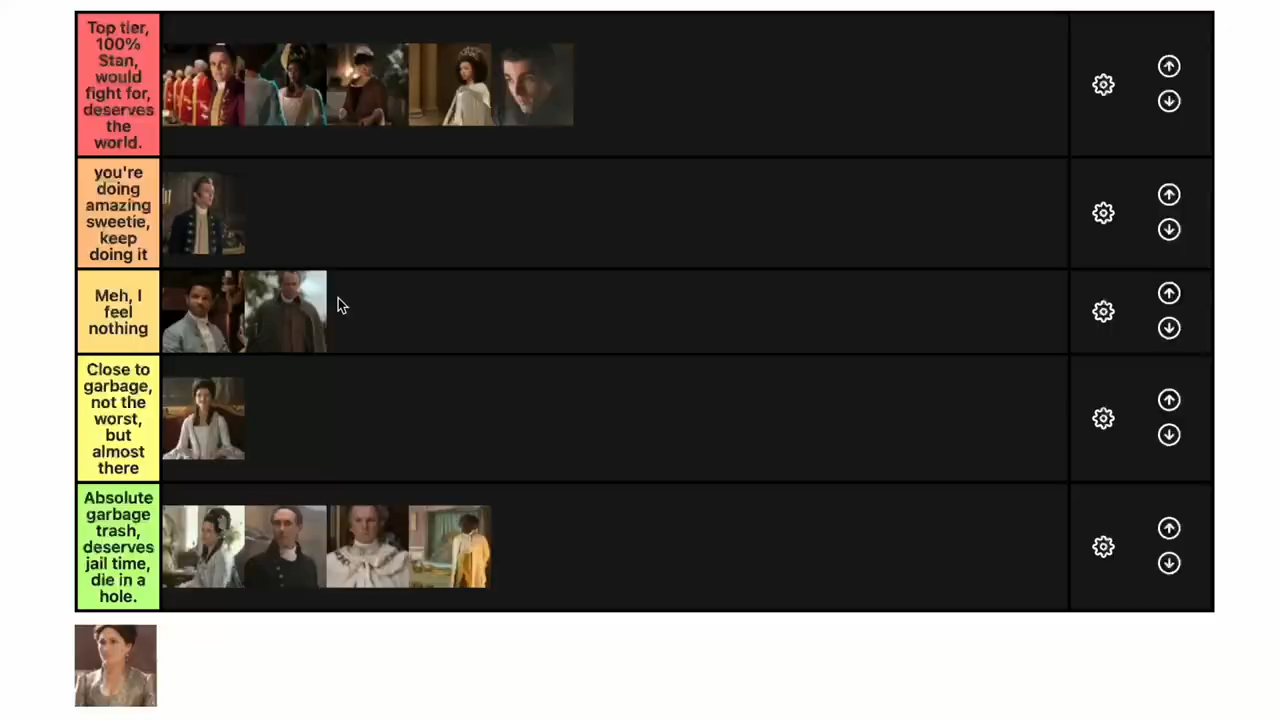 Top tier,
100%
Stan,
would
fight for,
deserves
the
world.
you're
doing
amazing
sweetie,
keep
doing it
Meh, I
feel
nothing
Close to
garbage,
not the
worst,
but
almost
there
Absolute
garbage
trash,
deserves
jail time,
die in a
hole.